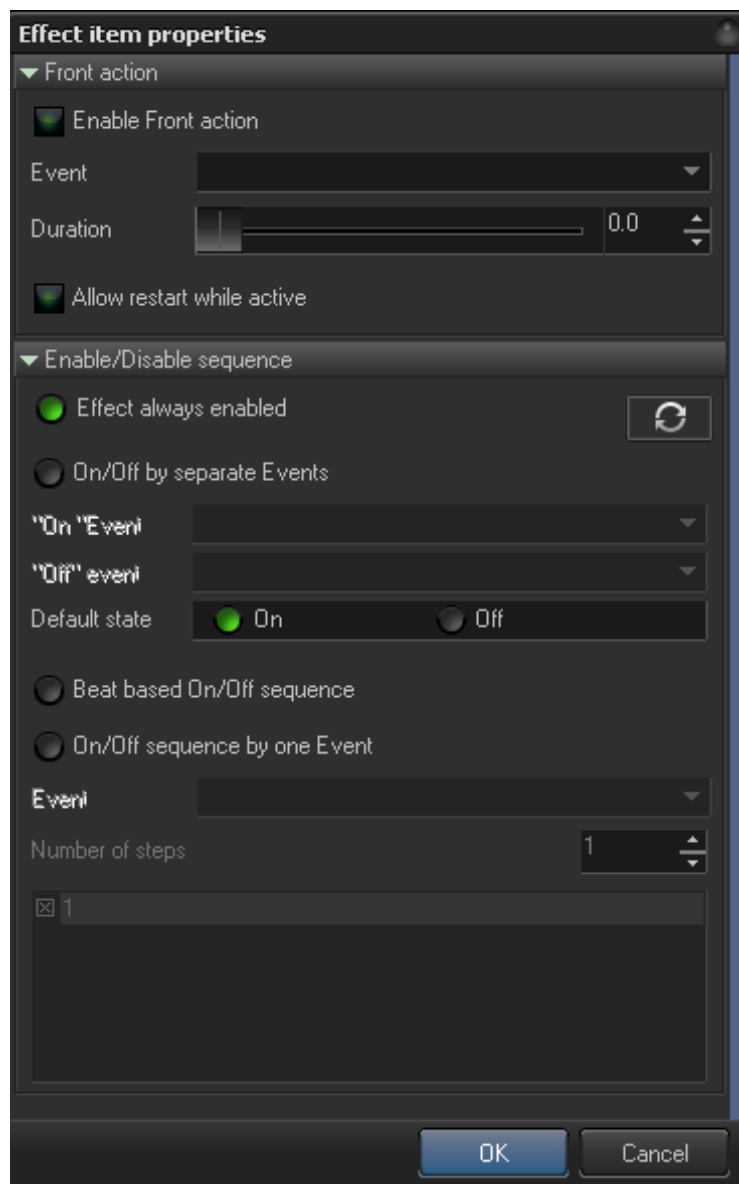 Effect item properties
Front action
Enable Front action
Event
Duration 0.0
Allow restart while active
Enable/Disable sequence
Effect always enabled
On/Off by separate Events
"On "Event
"Off" event
Default state On Off
Beat based On/Off sequence
On/Off sequence by one Event
Event
Number of steps 1
1
OK Cancel